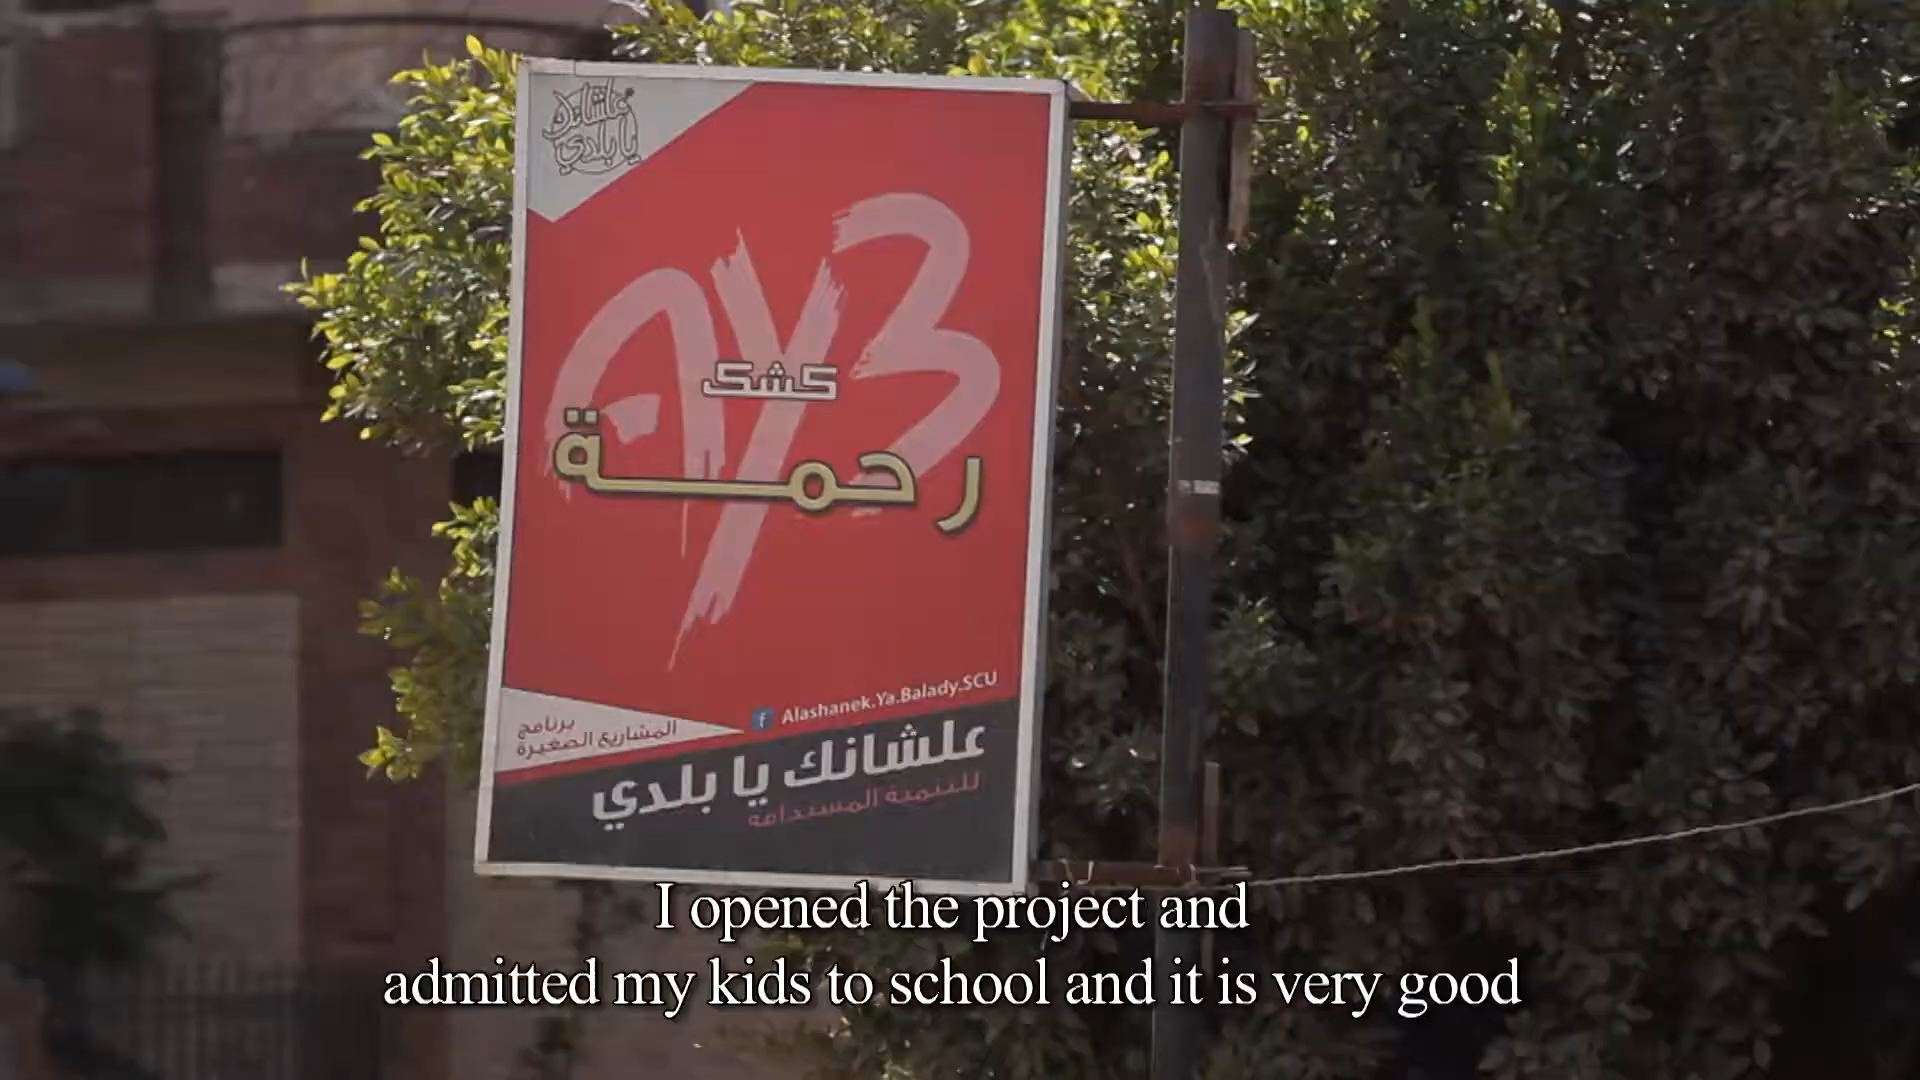 علشانك
يا بلدي
AYB
كشك
رحمة
Alashanek.Ya.Balady.SCU
برنامج
المشاريع الصغيرة
علشانك يا بلدي
للتنمية المستدامة
I opened the project and
admitted my kids to school and it is very good